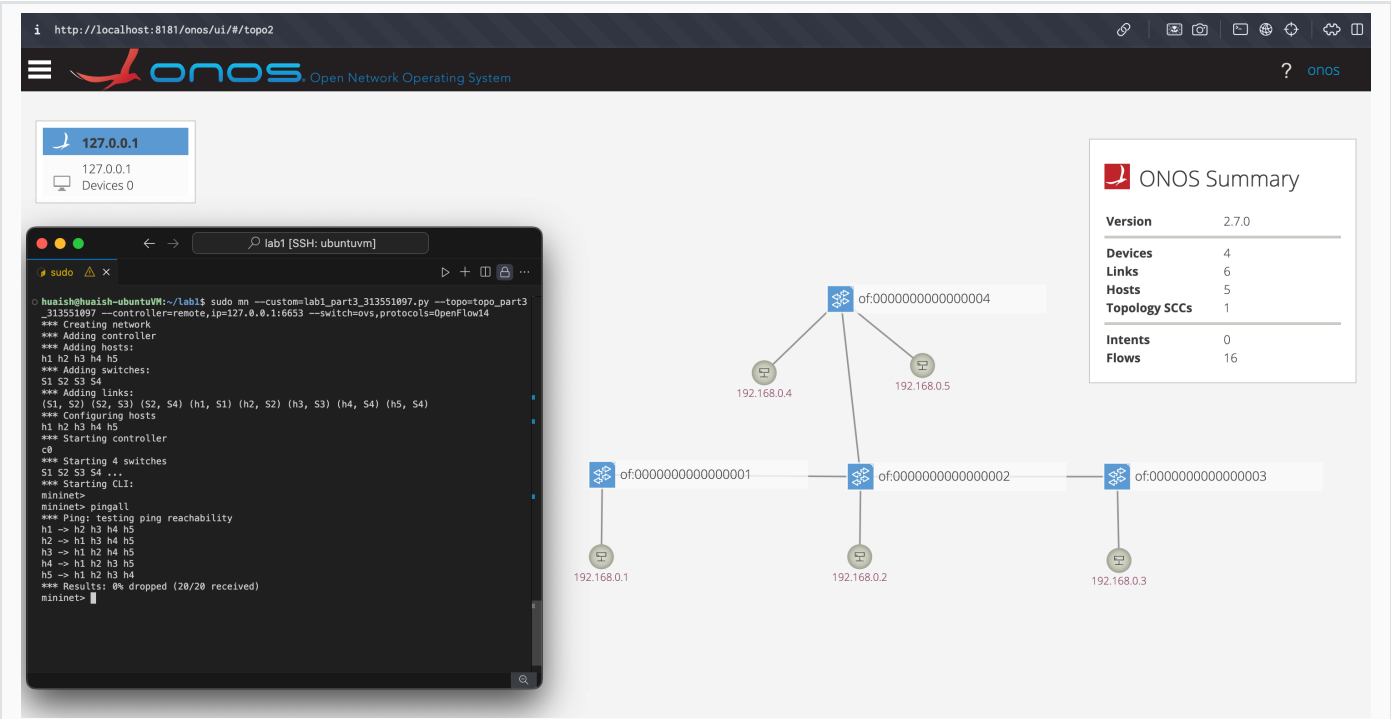 i http://localhost:8181/onos/ui/#/topo2
onos. Open Network Operating System
? onos
127.0.0.1
127.0.0.1
Devices 0
ONOS Summary
Version 2.7.0
Devices 4
Links 6
Hosts 5
Topology SCCs 1
Intents 0
Flows 16
lab1 [SSH: ubuntuvm]
sudo
huaish@huaish-ubuntuVM:~/lab1$ sudo mn --custom=lab1_part3_313551097.py --topo=topo_part3
_313551097 --controller=remote,ip=127.0.0.1:6653 --switch=ovs,protocols=OpenFlow14
*** Creating network
*** Adding controller
*** Adding hosts:
h1 h2 h3 h4 h5
*** Adding switches:
S1 S2 S3 S4
*** Adding links:
(S1, S2) (S2, S3) (S2, S4) (h1, S1) (h2, S2) (h3, S3) (h4, S4) (h5, S4)
*** Configuring hosts
h1 h2 h3 h4 h5
*** Starting controller
c0
*** Starting 4 switches
S1 S2 S3 S4 ...
*** Starting CLI:
mininet>
mininet> pingall
*** Ping: testing ping reachability
h1 -> h2 h3 h4 h5
h2 -> h1 h3 h4 h5
h3 -> h1 h2 h4 h5
h4 -> h1 h2 h3 h5
h5 -> h1 h2 h3 h4
*** Results: 0% dropped (20/20 received)
mininet>
of:0000000000000004
192.168.0.4
192.168.0.5
of:0000000000000001
of:0000000000000002
of:0000000000000003
192.168.0.1
192.168.0.2
192.168.0.3